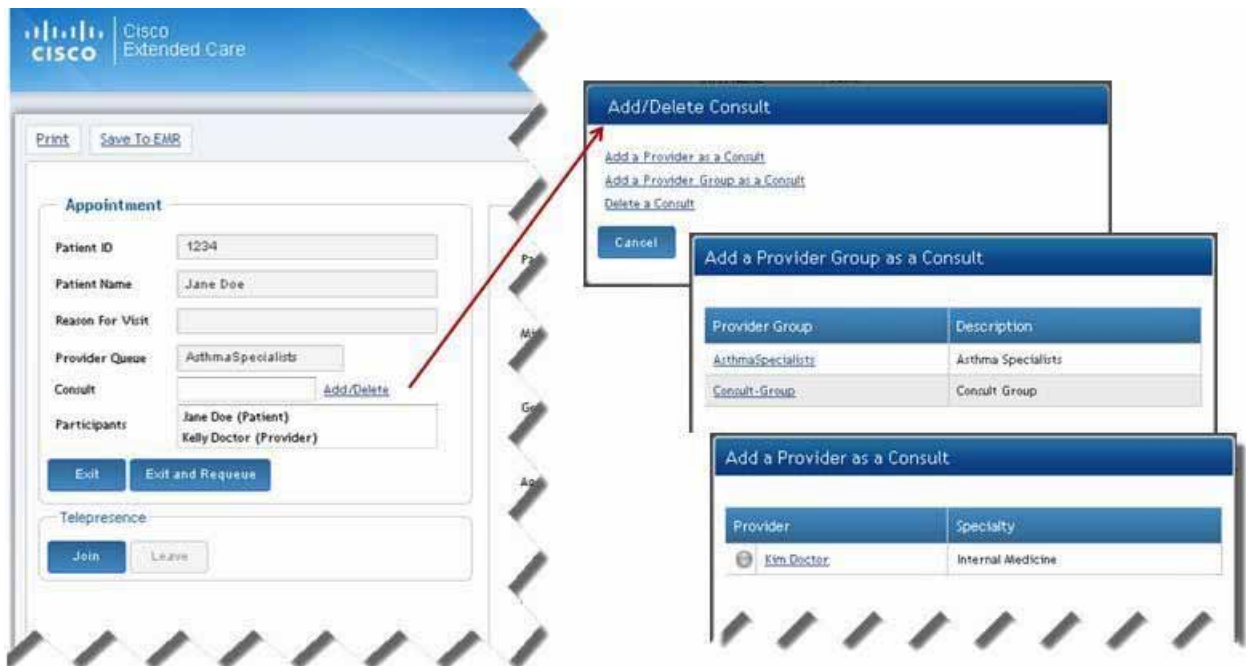 Cisco
Extended Care
CISCO
Print Save To EMR
Appointment
Patient ID 1234
Patient Name Jane Doe
Reason For Visit
Provider Queue AsthmaSpecialists
Consult Add/Delete
Participants Jane Doe (Patient)
Kelly Doctor (Provider)
Exit Exit and Requeue
Telepresence
Join Leave
Add/Delete Consult
Add a Provider as a Consult
Add a Provider Group as a Consult
Delete a Consult
Cancel
Add a Provider Group as a Consult
Provider Group Description
AsthmaSpecialists Asthma Specialists
Consult-Group Consult Group
Add a Provider as a Consult
Provider Specialty
Kim Doctor Internal Medicine